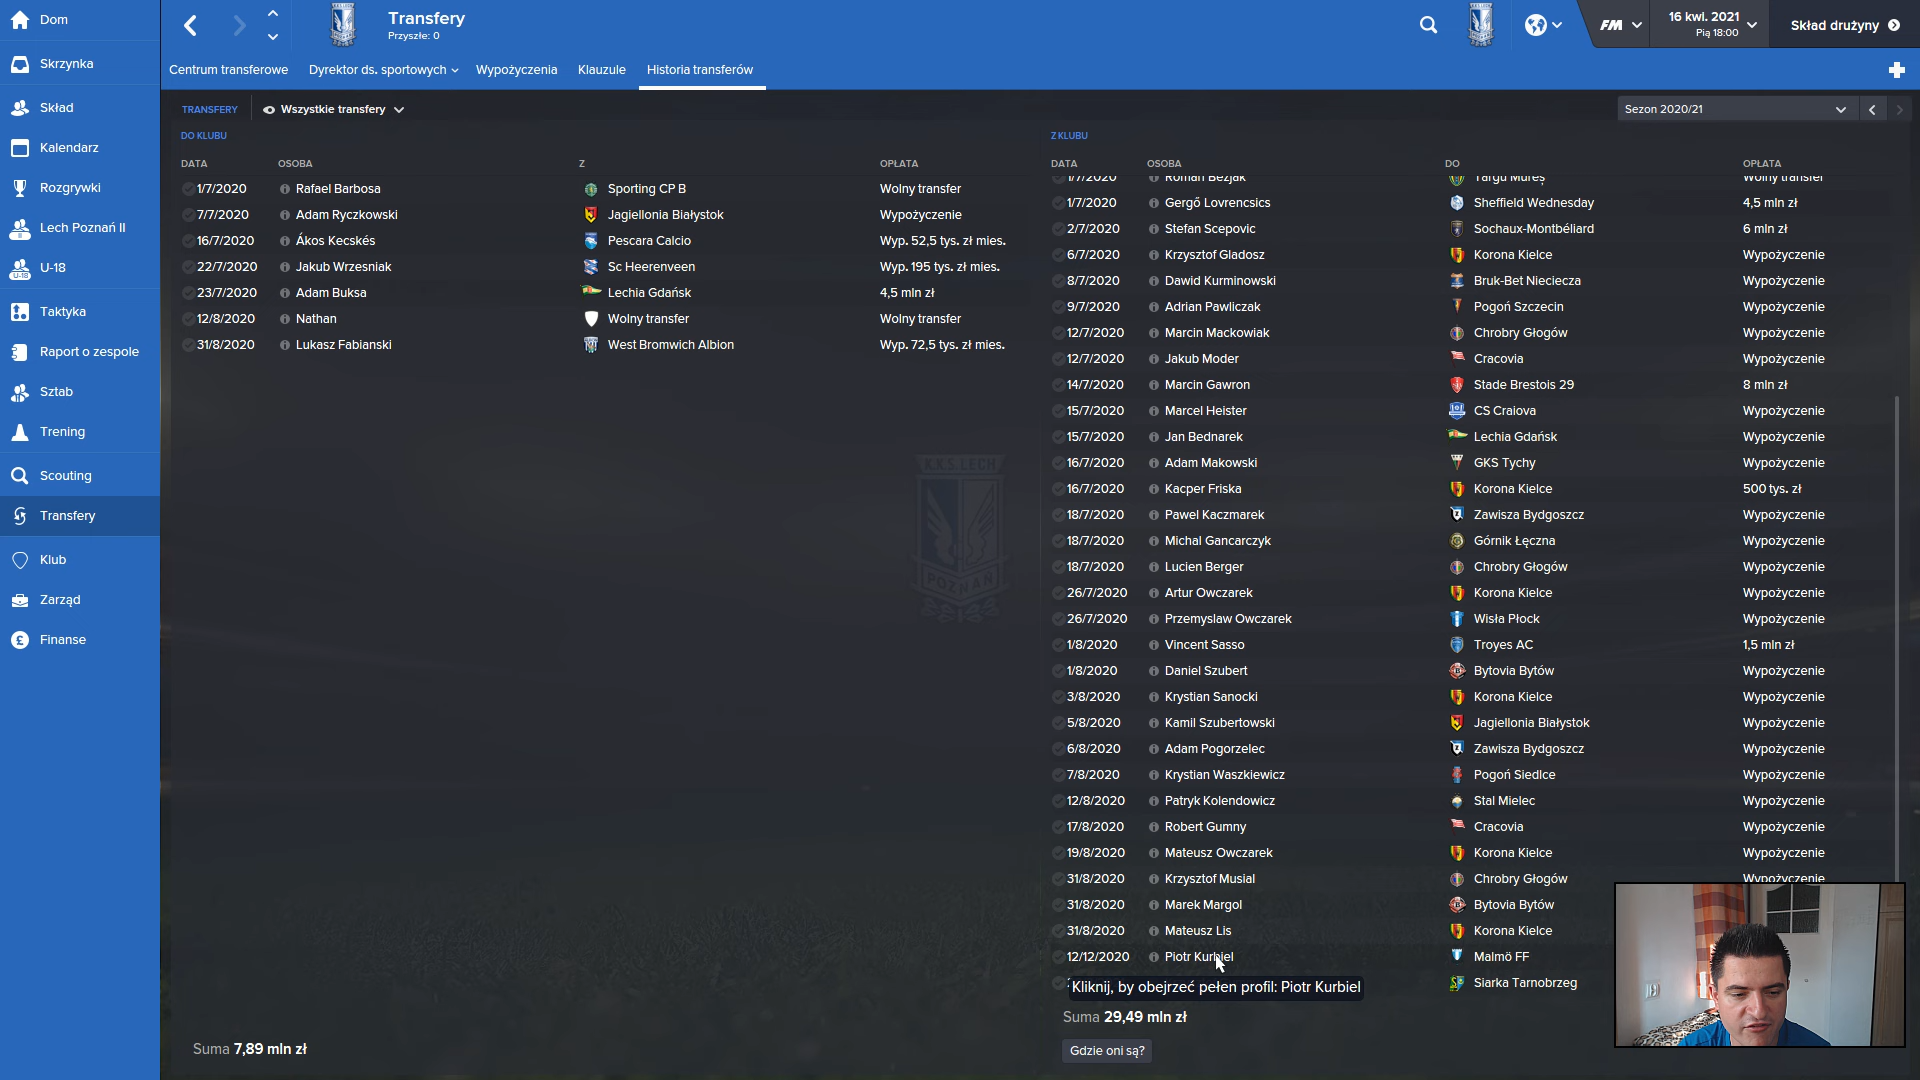 Dom
Skrzynka
Skład
Kalendarz
Rozgrywki
Lech Poznań II
U-18
Taktyka
Raport o zespole
Sztab
Trening
Scouting
Transfery
Klub
Zarząd
Finanse
Transfery
Przyszłe: 0
FM
16 kwi. 2021
Pią 18:00
Skład drużyny
Centrum transferowe
Dyrektor ds. sportowych
Wypożyczenia
Klauzule
Historia transferów
TRANSFERY
Wszystkie transfery
Sezon 2020/21
DO KLUBU
DATA OSOBA Z OPŁATA
1/7/2020 Rafael Barbosa Sporting CP B Wolny transfer
7/7/2020 Adam Ryczkowski Jagiellonia Białystok Wypożyczenie
16/7/2020 Ákos Kecskés Pescara Calcio Wyp. 52,5 tys. zł mies.
22/7/2020 Jakub Wrzesniak Sc Heerenveen Wyp. 195 tys. zł mies.
23/7/2020 Adam Buksa Lechia Gdańsk 4,5 mln zł
12/8/2020 Nathan Wolny transfer Wolny transfer
31/8/2020 Lukasz Fabianski West Bromwich Albion Wyp. 72,5 tys. zł mies.
K.K.S. LECH
POZNAŃ
Suma 7,89 mln zł
Z KLUBU
DATA OSOBA DO OPŁATA
1/7/2020 Roman Bezjak Târgu Mureș Wolny transfer
1/7/2020 Gergő Lovrencsics Sheffield Wednesday 4,5 mln zł
2/7/2020 Stefan Scepovic Sochaux-Montbéliard 6 mln zł
6/7/2020 Krzysztof Gladosz Korona Kielce Wypożyczenie
8/7/2020 Dawid Kurminowski Bruk-Bet Nieciecza Wypożyczenie
9/7/2020 Adrian Pawliczak Pogoń Szczecin Wypożyczenie
12/7/2020 Marcin Mackowiak Chrobry Głogów Wypożyczenie
12/7/2020 Jakub Moder Cracovia Wypożyczenie
14/7/2020 Marcin Gawron Stade Brestois 29 8 mln zł
15/7/2020 Marcel Heister CS Craiova Wypożyczenie
15/7/2020 Jan Bednarek Lechia Gdańsk Wypożyczenie
16/7/2020 Adam Makowski GKS Tychy Wypożyczenie
16/7/2020 Kacper Friska Korona Kielce 500 tys. zł
18/7/2020 Pawel Kaczmarek Zawisza Bydgoszcz Wypożyczenie
18/7/2020 Michal Gancarczyk Górnik Łęczna Wypożyczenie
18/7/2020 Lucien Berger Chrobry Głogów Wypożyczenie
26/7/2020 Artur Owczarek Korona Kielce Wypożyczenie
26/7/2020 Przemyslaw Owczarek Wisła Płock Wypożyczenie
1/8/2020 Vincent Sasso Troyes AC 1,5 mln zł
1/8/2020 Daniel Szubert Bytovia Bytów Wypożyczenie
3/8/2020 Krystian Sanocki Korona Kielce Wypożyczenie
5/8/2020 Kamil Szubertowski Jagiellonia Białystok Wypożyczenie
6/8/2020 Adam Pogorzelec Zawisza Bydgoszcz Wypożyczenie
7/8/2020 Krystian Waszkiewicz Pogoń Siedlce Wypożyczenie
12/8/2020 Patryk Kolendowicz Stal Mielec Wypożyczenie
17/8/2020 Robert Gumny Cracovia Wypożyczenie
19/8/2020 Mateusz Owczarek Korona Kielce Wypożyczenie
31/8/2020 Krzysztof Musial Chrobry Głogów Wypożyczenie
31/8/2020 Marek Margol Bytovia Bytów
31/8/2020 Mateusz Lis Korona Kielce
12/12/2020 Piotr Kurbiel Malmö FF
Siarka Tarnobrzeg
Kliknij, by obejrzeć pełen profil: Piotr Kurbiel
Suma 29,49 mln zł
Gdzie oni są?